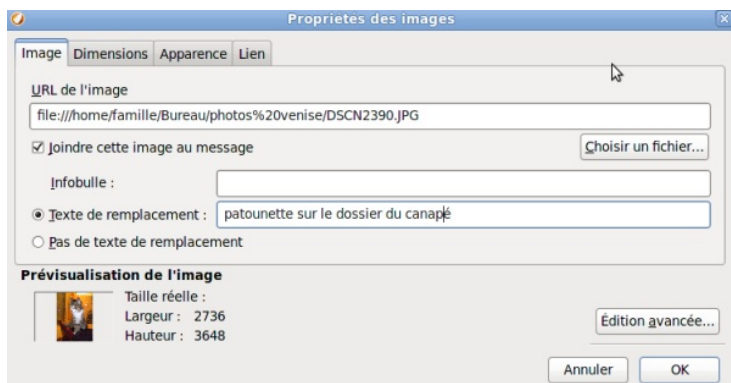 Propriétés des images
Image Dimensions Apparence Lien
URL de l'image
file:///home/famille/Bureau/photos%20venise/DSCN2390.JPG
Joindre cette image au message Choisir un fichier...
Infobulle :
Texte de remplacement : patounette sur le dossier du canapé
Pas de texte de remplacement
Prévisualisation de l'image
Taille réelle :
Largeur : 2736
Hauteur : 3648
Édition avancée...
Annuler OK